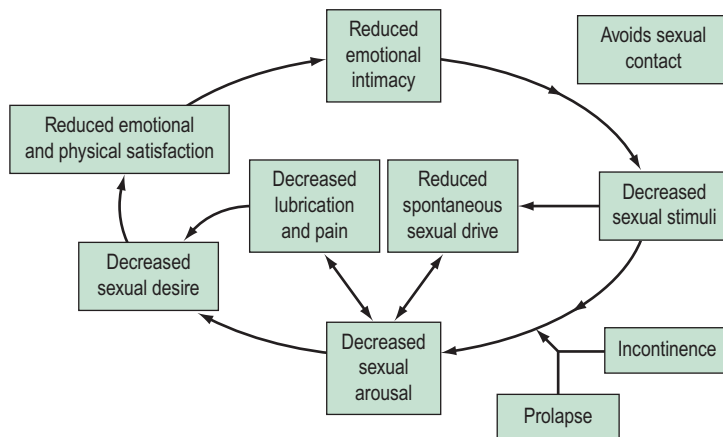 Reduced
emotional
intimacy
Avoids sexual
contact
Reduced emotional
and physical satisfaction
Decreased
lubrication
and pain
Reduced
spontaneous
sexual drive
Decreased
sexual stimuli
Decreased
sexual desire
Decreased
sexual
arousal
Incontinence
Prolapse